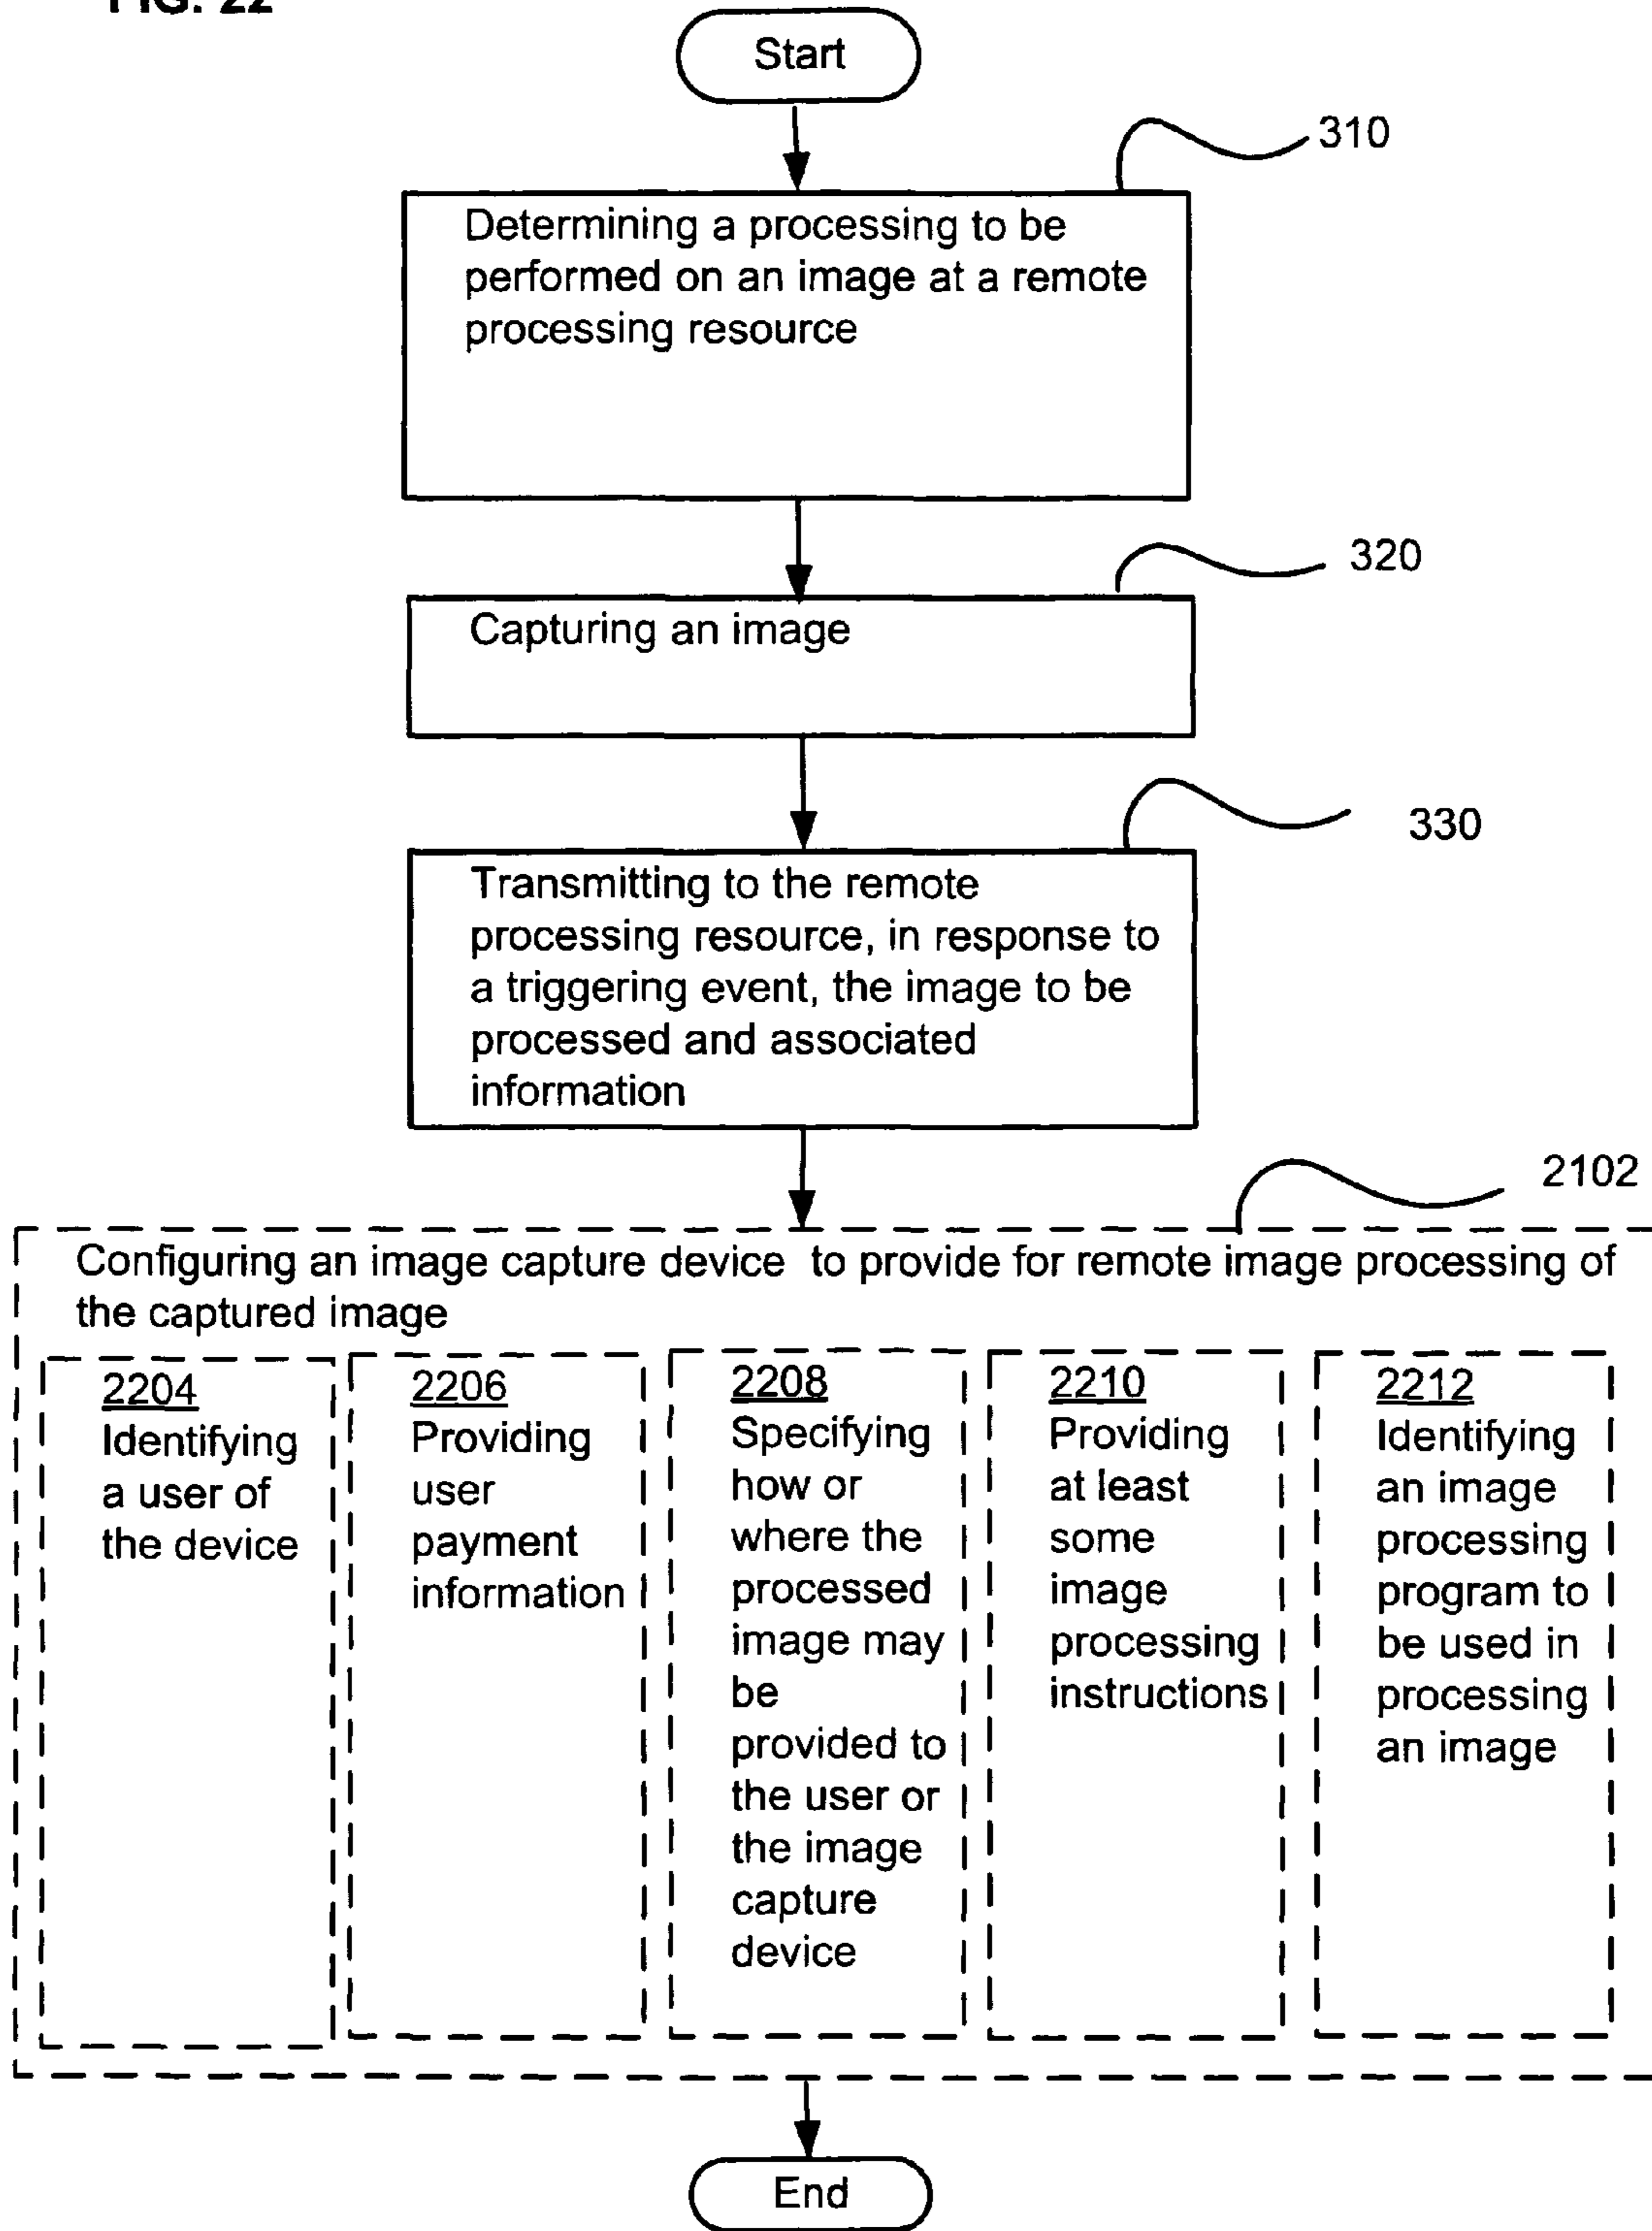 FIG. 22
Start
310
Determining a processing to be
performed on an image at a remote
processing resource
320
Capturing an image
330
Transmitting to the remote
processing resource, in response to
a triggering event, the image to be
processed and associated
information
2102
Configuring an image capture device to provide for remote image processing of
the captured image
2204
Identifying
a user of
the device
2206
Providing
user
payment
information
2208
Specifying
how or
where the
processed
image may
be
provided to
the user or
the image
capture
device
2210
Providing
at least
some
image
processing
instructions
2212
Identifying
an image
processing
program to
be used in
processing
an image
End